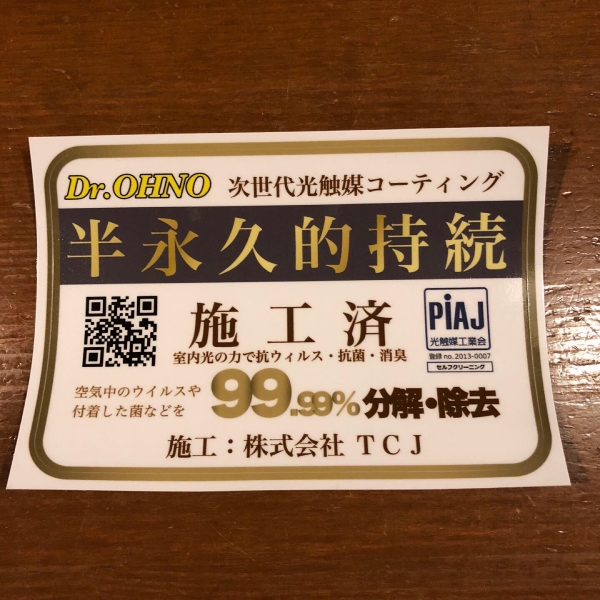 Dr.OHNO 次世代光触媒コーティング
半永久的持続
施工済
室内光の力で抗ウィルス・抗菌・消臭
PiAJ
光触媒工業会
登録 no.2013-0007
セルフクリーニング
空気中のウイルスや
付着した菌などを
99.99%分解・除去
施工：株式会社 TCJ